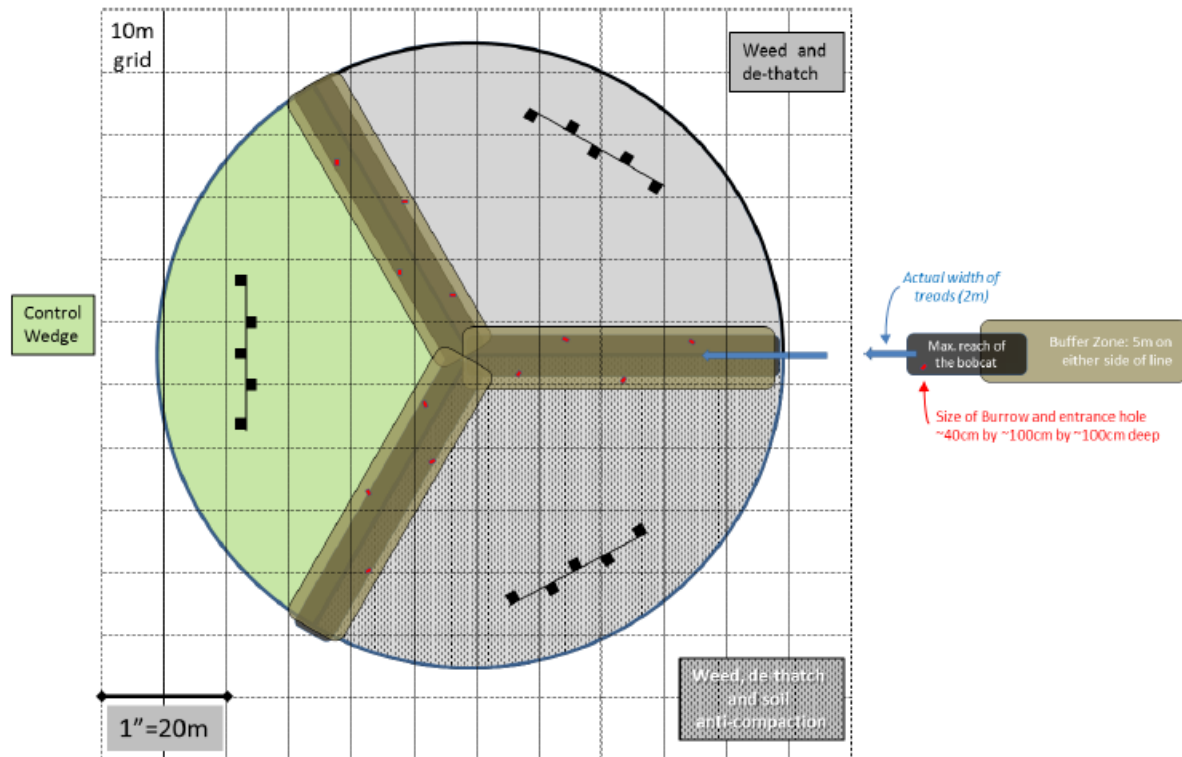 10m
grid
Weed and
de-thatch
Control
Wedge
Actual width of
treads (2m)
Max. reach of
the bobcat
Buffer Zone: 5m on
either side of line
Size of Burrow and entrance hole
~40cm by ~100cm by ~100cm deep
Weed, de-thatch
and soil
anti-compaction
1”=20m